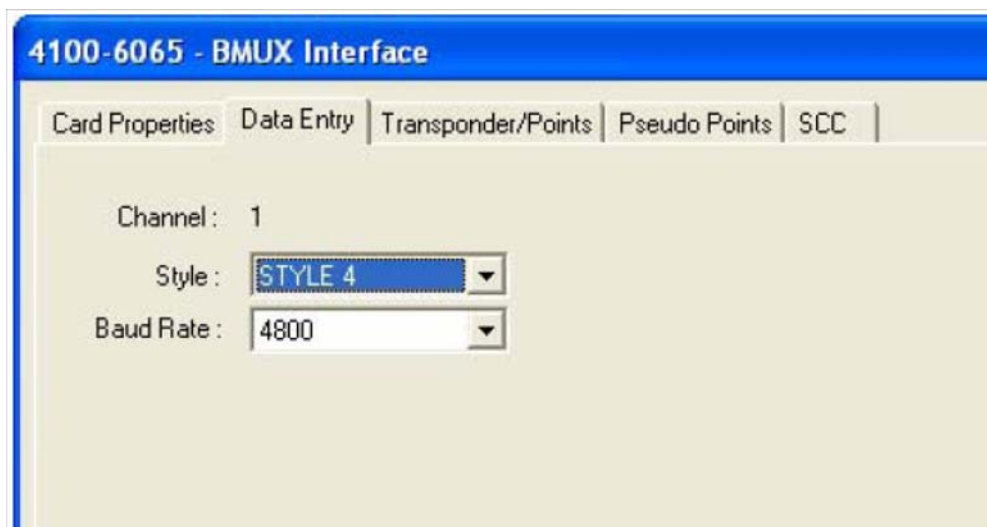 4100-6065 - BMUX Interface
Card Properties Data Entry Transponder/Points Pseudo Points SCC
Channel : 1
Style : STYLE 4
Baud Rate : 4800